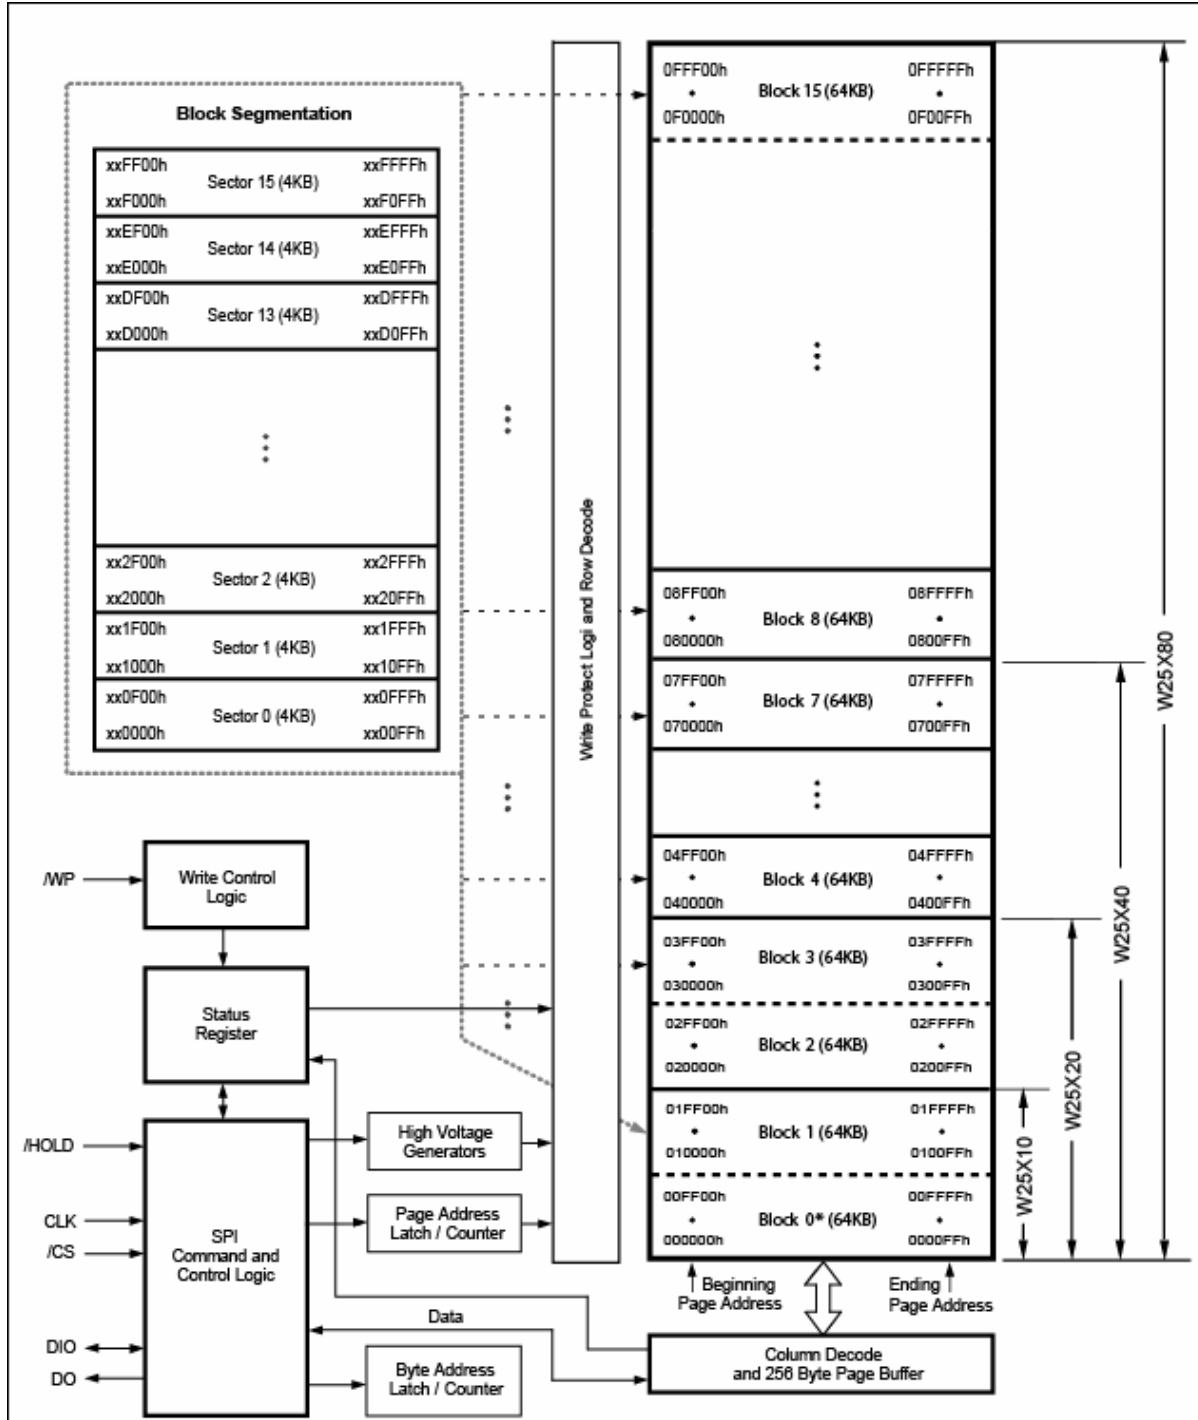 Block Segmentation
xxFF00h xxFFFFh
Sector 15 (4KB)
xxF000h xxF0FFh
xxEF00h xxEFFFh
Sector 14 (4KB)
xxE000h xxE0FFh
xxDF00h xxDFFFh
Sector 13 (4KB)
xxD000h xxD0FFh
xx2F00h xx2FFFh
Sector 2 (4KB)
xx2000h xx20FFh
xx1F00h xx1FFFh
Sector 1 (4KB)
xx1000h xx10FFh
xx0F00h xx0FFFh
Sector 0 (4KB)
xx0000h xx00FFh
Write Protect Logi and Row Decode
0FFF00h 0FFFFFh
Block 15 (64KB)
0F0000h 0F00FFh
08FF00h 08FFFFh
Block 8 (64KB)
080000h 0800FFh
07FF00h 07FFFFh
Block 7 (64KB)
070000h 0700FFh
04FF00h 04FFFFh
Block 4 (64KB)
040000h 0400FFh
03FF00h 03FFFFh
Block 3 (64KB)
030000h 0300FFh
02FF00h 02FFFFh
Block 2 (64KB)
020000h 0200FFh
01FF00h 01FFFFh
Block 1 (64KB)
010000h 0100FFh
00FF00h 00FFFFh
Block 0* (64KB)
000000h 0000FFh
W25X10
W25X20
W25X40
W25X80
Beginning
Page Address
Ending
Page Address
Column Decode
and 256 Byte Page Buffer
/WP
Write Control
Logic
Status
Register
/HOLD
CLK
/CS
DIO
DO
SPI
Command and
Control Logic
High Voltage
Generators
Page Address
Latch / Counter
Data
Byte Address
Latch / Counter